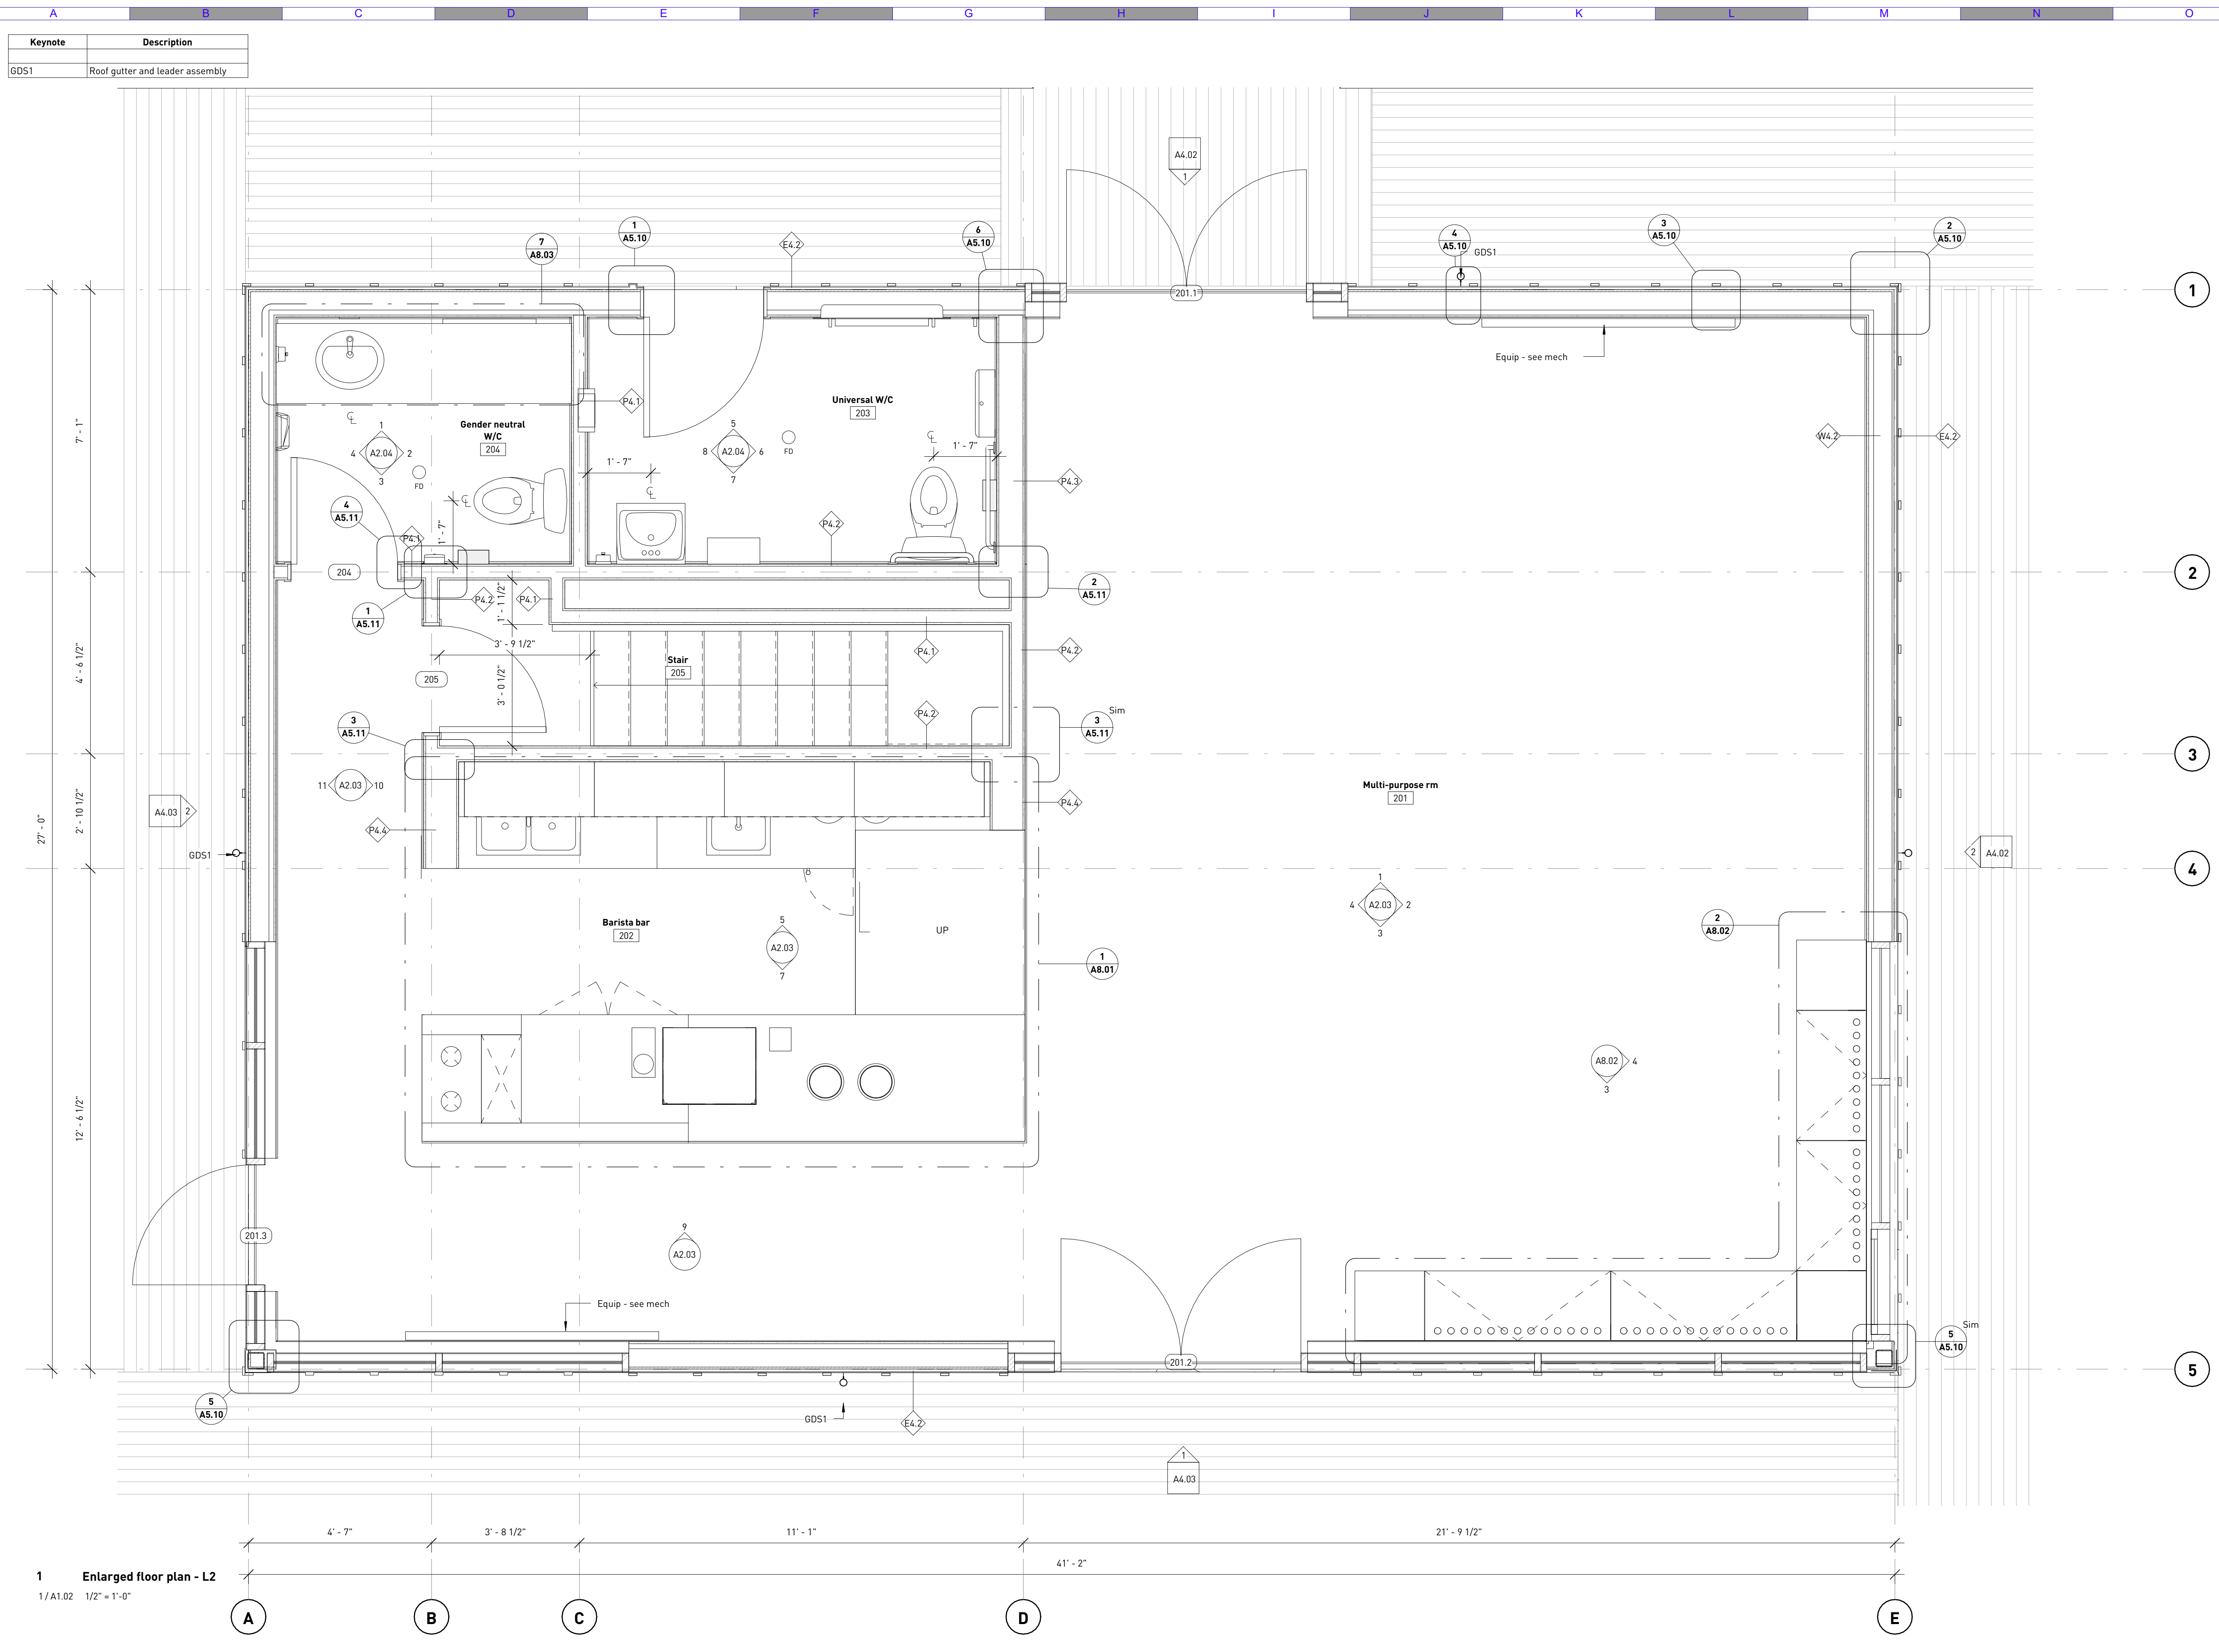 A B C D E F G H I J K L M N O
Keynote Description
GDS1 Roof gutter and leader assembly
A4.02
1
1
A5.10
7
A8.03
E4.2
6
A5.10
4
A5.10
GDS1
3
A5.10
2
A5.10
201.1
1
Equip - see mech
P4.1
Universal W/C
203
Gender neutral
W/C
204
7' - 1"
1
4 A2.04 2
3
FD
5
8 A2.04 6
7
FD
1' - 7"
1' - 7"
W4.2
E4.2
P4.3
4
A5.11
P4.1
1' - 7"
P4.2
204
2
2
A5.11
1
A5.11
P4.2
P4.1
1' - 1 1/2"
3' - 9 1/2"
P4.1
P4.2
4' - 6 1/2"
Stair
205
205
3' - 0 1/2"
P4.2
3
A5.11
3
A5.11
Sim
3
11 A2.03 10
Multi-purpose rm
201
P4.4
P4.4
2' - 10 1/2"
27' - 0"
A4.03 2
GDS1
2 A4.02
4
1
4 A2.03 2
3
Barista bar
202
5
A2.03
7
UP
2
A8.02
1
A8.01
A8.02 4
3
12' - 6 1/2"
201.3
9
A2.03
Equip - see mech
201.2
Sim
5
A5.10
5
5
A5.10
GDS1
E4.2
1
A4.03
4' - 7"
3' - 8 1/2"
11' - 1"
21' - 9 1/2"
41' - 2"
1 Enlarged floor plan - L2
1 / A1.02 1/2" = 1'-0"
A B C D E